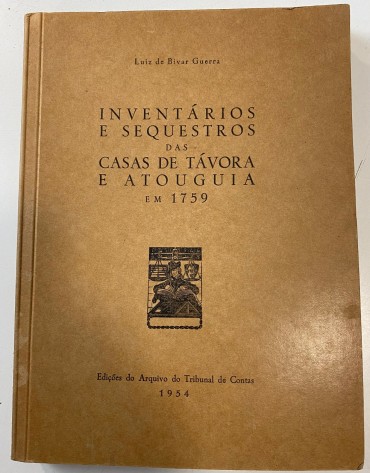 Luiz de Bivar Guerra
INVENTÁRIOS
E SEQUESTROS
DAS
CASAS DE TÁVORA
E ATOUGUIA
EM 1759
Edições do Arquivo do Tribunal de Contas
1954